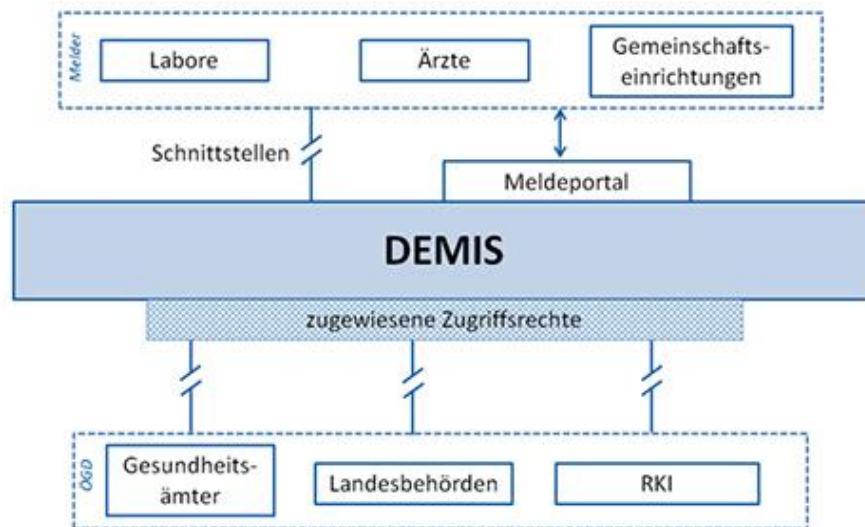 Melder
Labore
Ärzte
Gemeinschafts-
einrichtungen
Schnittstellen
Meldeportal
DEMIS
zugewiesene Zugriffsrechte
ÖGD
Gesundheits-
ämter
Landesbehörden
RKI